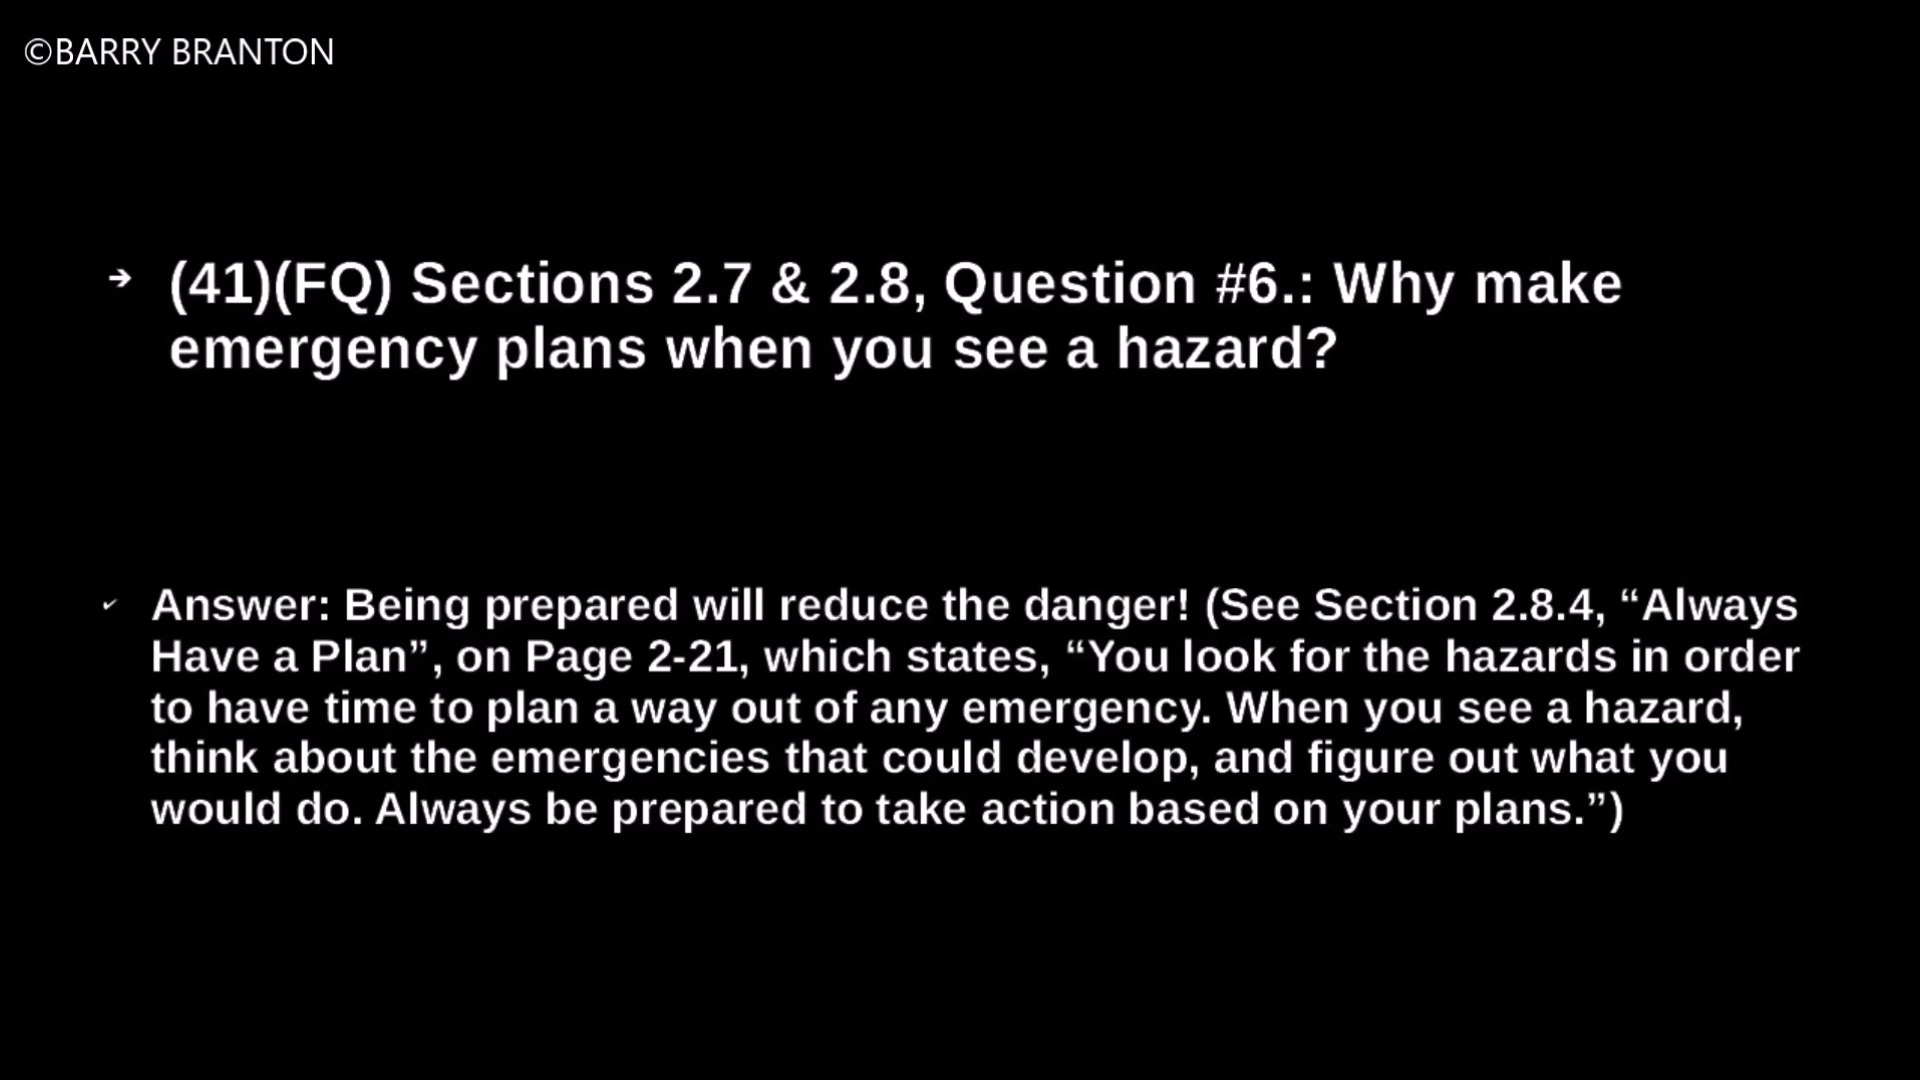 ©BARRY BRANTON
➔ (41)(FQ) Sections 2.7 & 2.8, Question #6.: Why make
emergency plans when you see a hazard?
✔ Answer: Being prepared will reduce the danger! (See Section 2.8.4, “Always
Have a Plan”, on Page 2-21, which states, “You look for the hazards in order
to have time to plan a way out of any emergency. When you see a hazard,
think about the emergencies that could develop, and figure out what you
would do. Always be prepared to take action based on your plans.”)